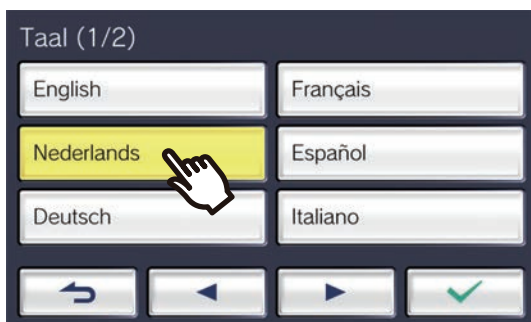 Taal (1/2)
English
Français
Nederlands
Español
Deutsch
Italiano